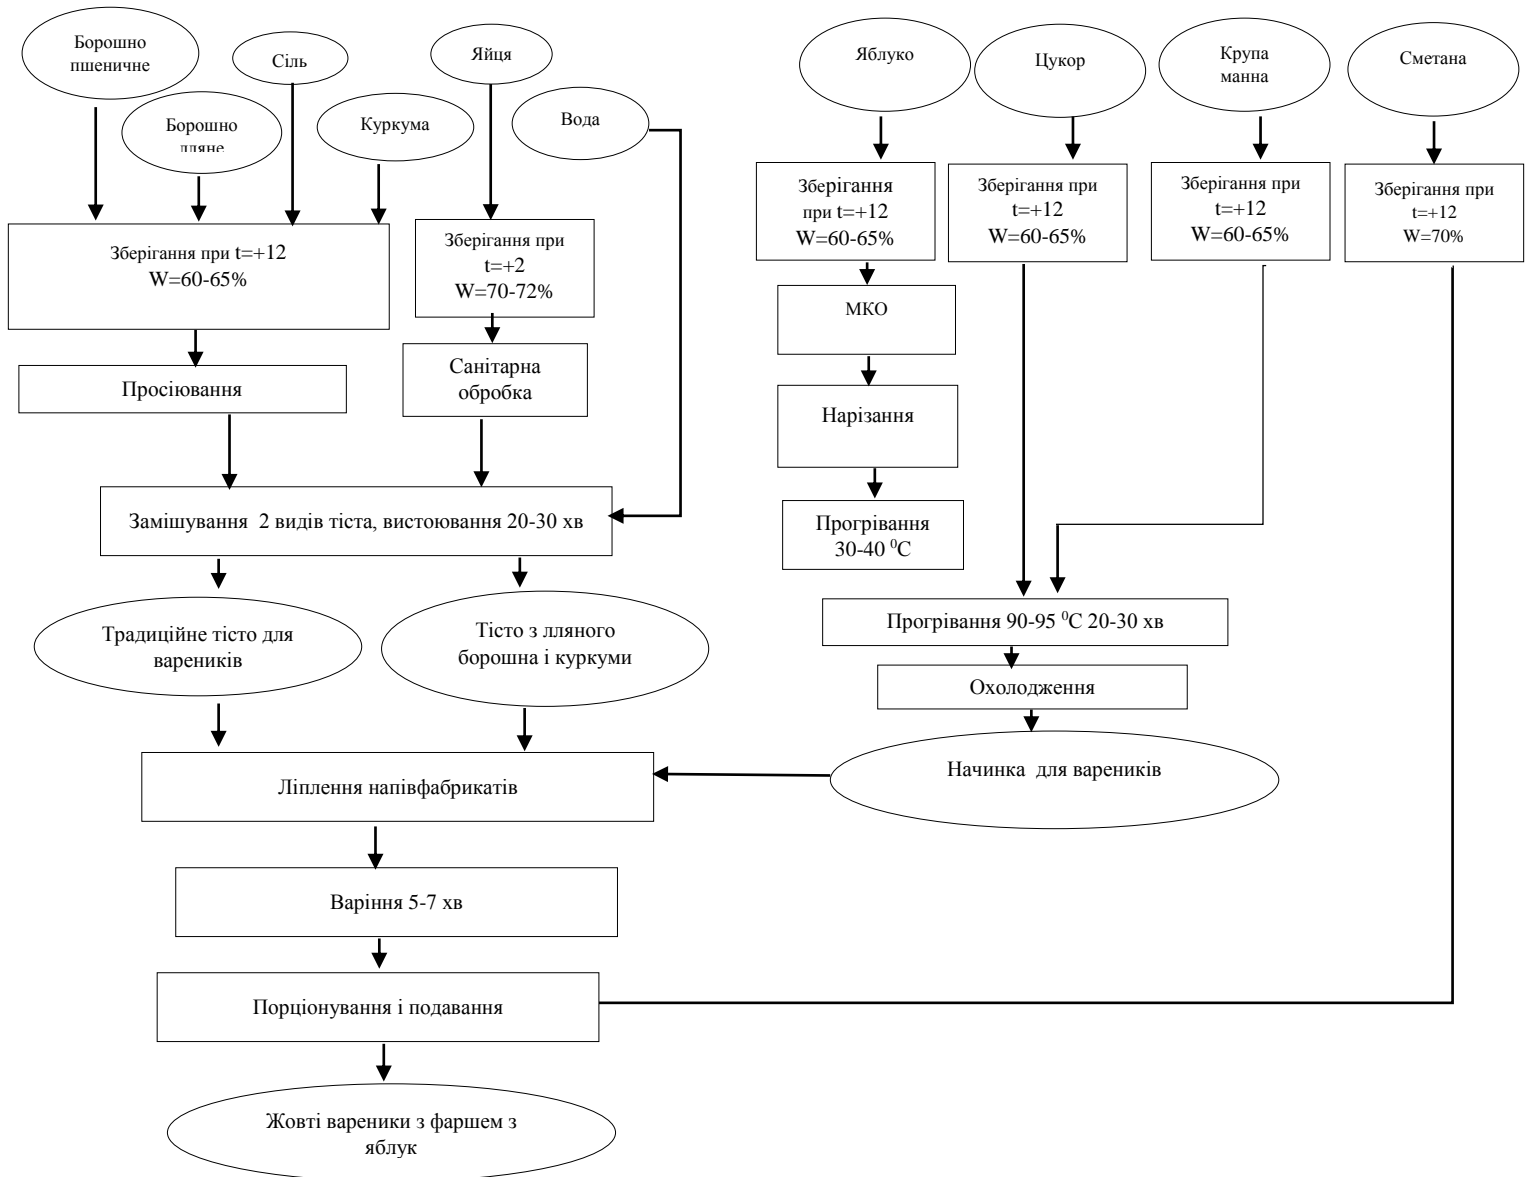 Борошно
пшеничне
Сіль
Яйця
Борошно
лляне
Куркума
Вода
Яблуко
Цукор
Крупа
манна
Сметана
Зберігання при t=+12
W=60-65%
Зберігання при
t=+2
W=70-72%
Зберігання
при t=+12
W=60-65%
Зберігання при
t=+12
W=60-65%
Зберігання при
t=+12
W=60-65%
Зберігання при
t=+12
W=70%
Просіювання
Санітарна
обробка
МКО
Нарізання
Прогрівання
30-40 ⁰С
Замішування 2 видів тіста, вистоювання 20-30 хв
Традиційне тісто для
вареників
Тісто з лляного
борошна і куркуми
Прогрівання 90-95 ⁰С 20-30 хв
Охолодження
Начинка для вареників
Ліплення напівфабрикатів
Варіння 5-7 хв
Порціонування і подавання
Жовті вареники з фаршем з
яблук